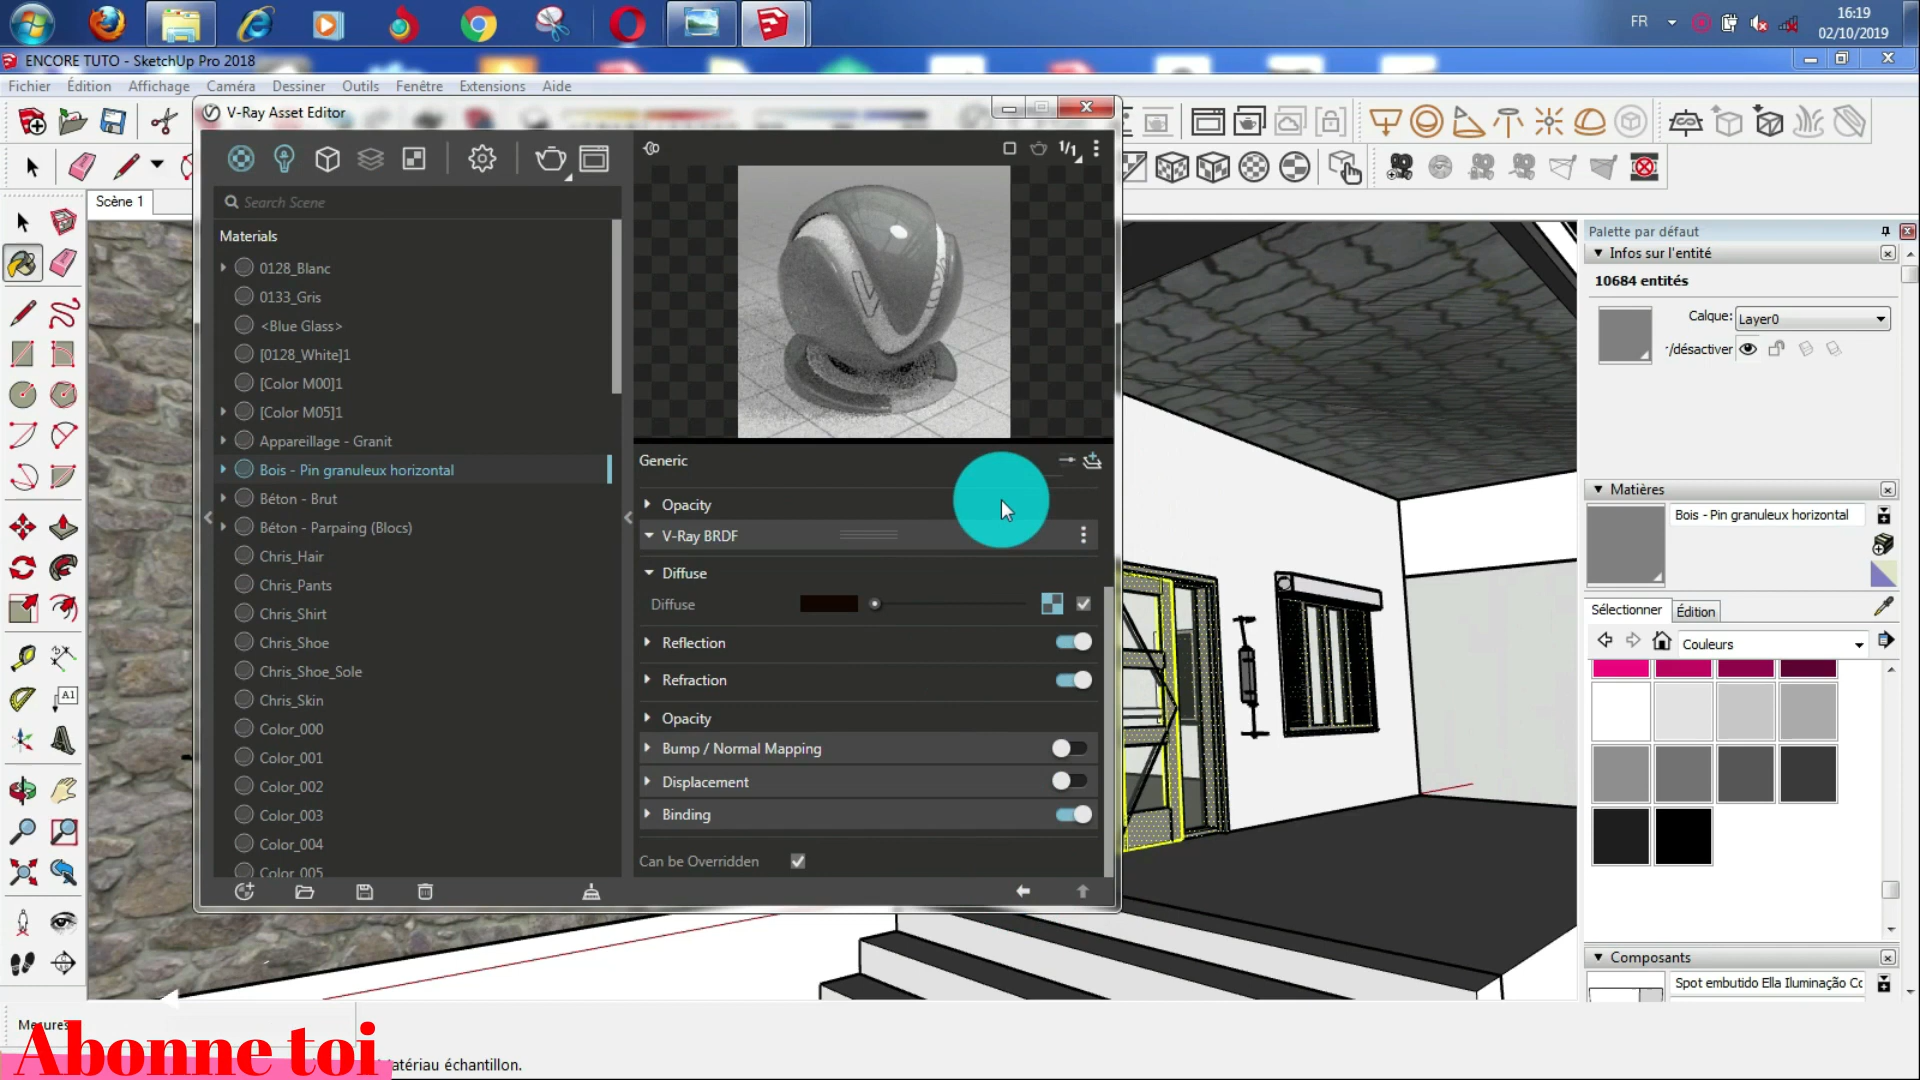 FR
16:19
02/10/2019
ENCORE TUTO - SketchUp Pro 2018
Fichier Édition Affichage Caméra Dessiner Outils Fenêtre Extensions Aide
V-Ray Asset Editor
1/1
Scène 1
Search Scene
Materials
0128_Blanc
0133_Gris
<Blue Glass>
[0128_White]1
[Color M00]1
[Color M05]1
Appareillage - Granit
Bois - Pin granuleux horizontal
Béton - Brut
Béton - Parpaing (Blocs)
Chris_Hair
Chris_Pants
Chris_Shirt
Chris_Shoe
Chris_Shoe_Sole
Chris_Skin
Color_000
Color_001
Color_002
Color_003
Color_004
Color_005
Generic
Opacity
V-Ray BRDF
Diffuse
Diffuse
Reflection
Refraction
Opacity
Bump / Normal Mapping
Displacement
Binding
Can be Overridden
Palette par défaut
Infos sur l'entité
10684 entités
Calque: Layer0
r/désactiver
Matières
Bois - Pin granuleux horizontal
Sélectionner Édition
Couleurs
Composants
Spot embutido Ella Iluminação Co
A1
Mesures
Abonne toi
atériau échantillon.